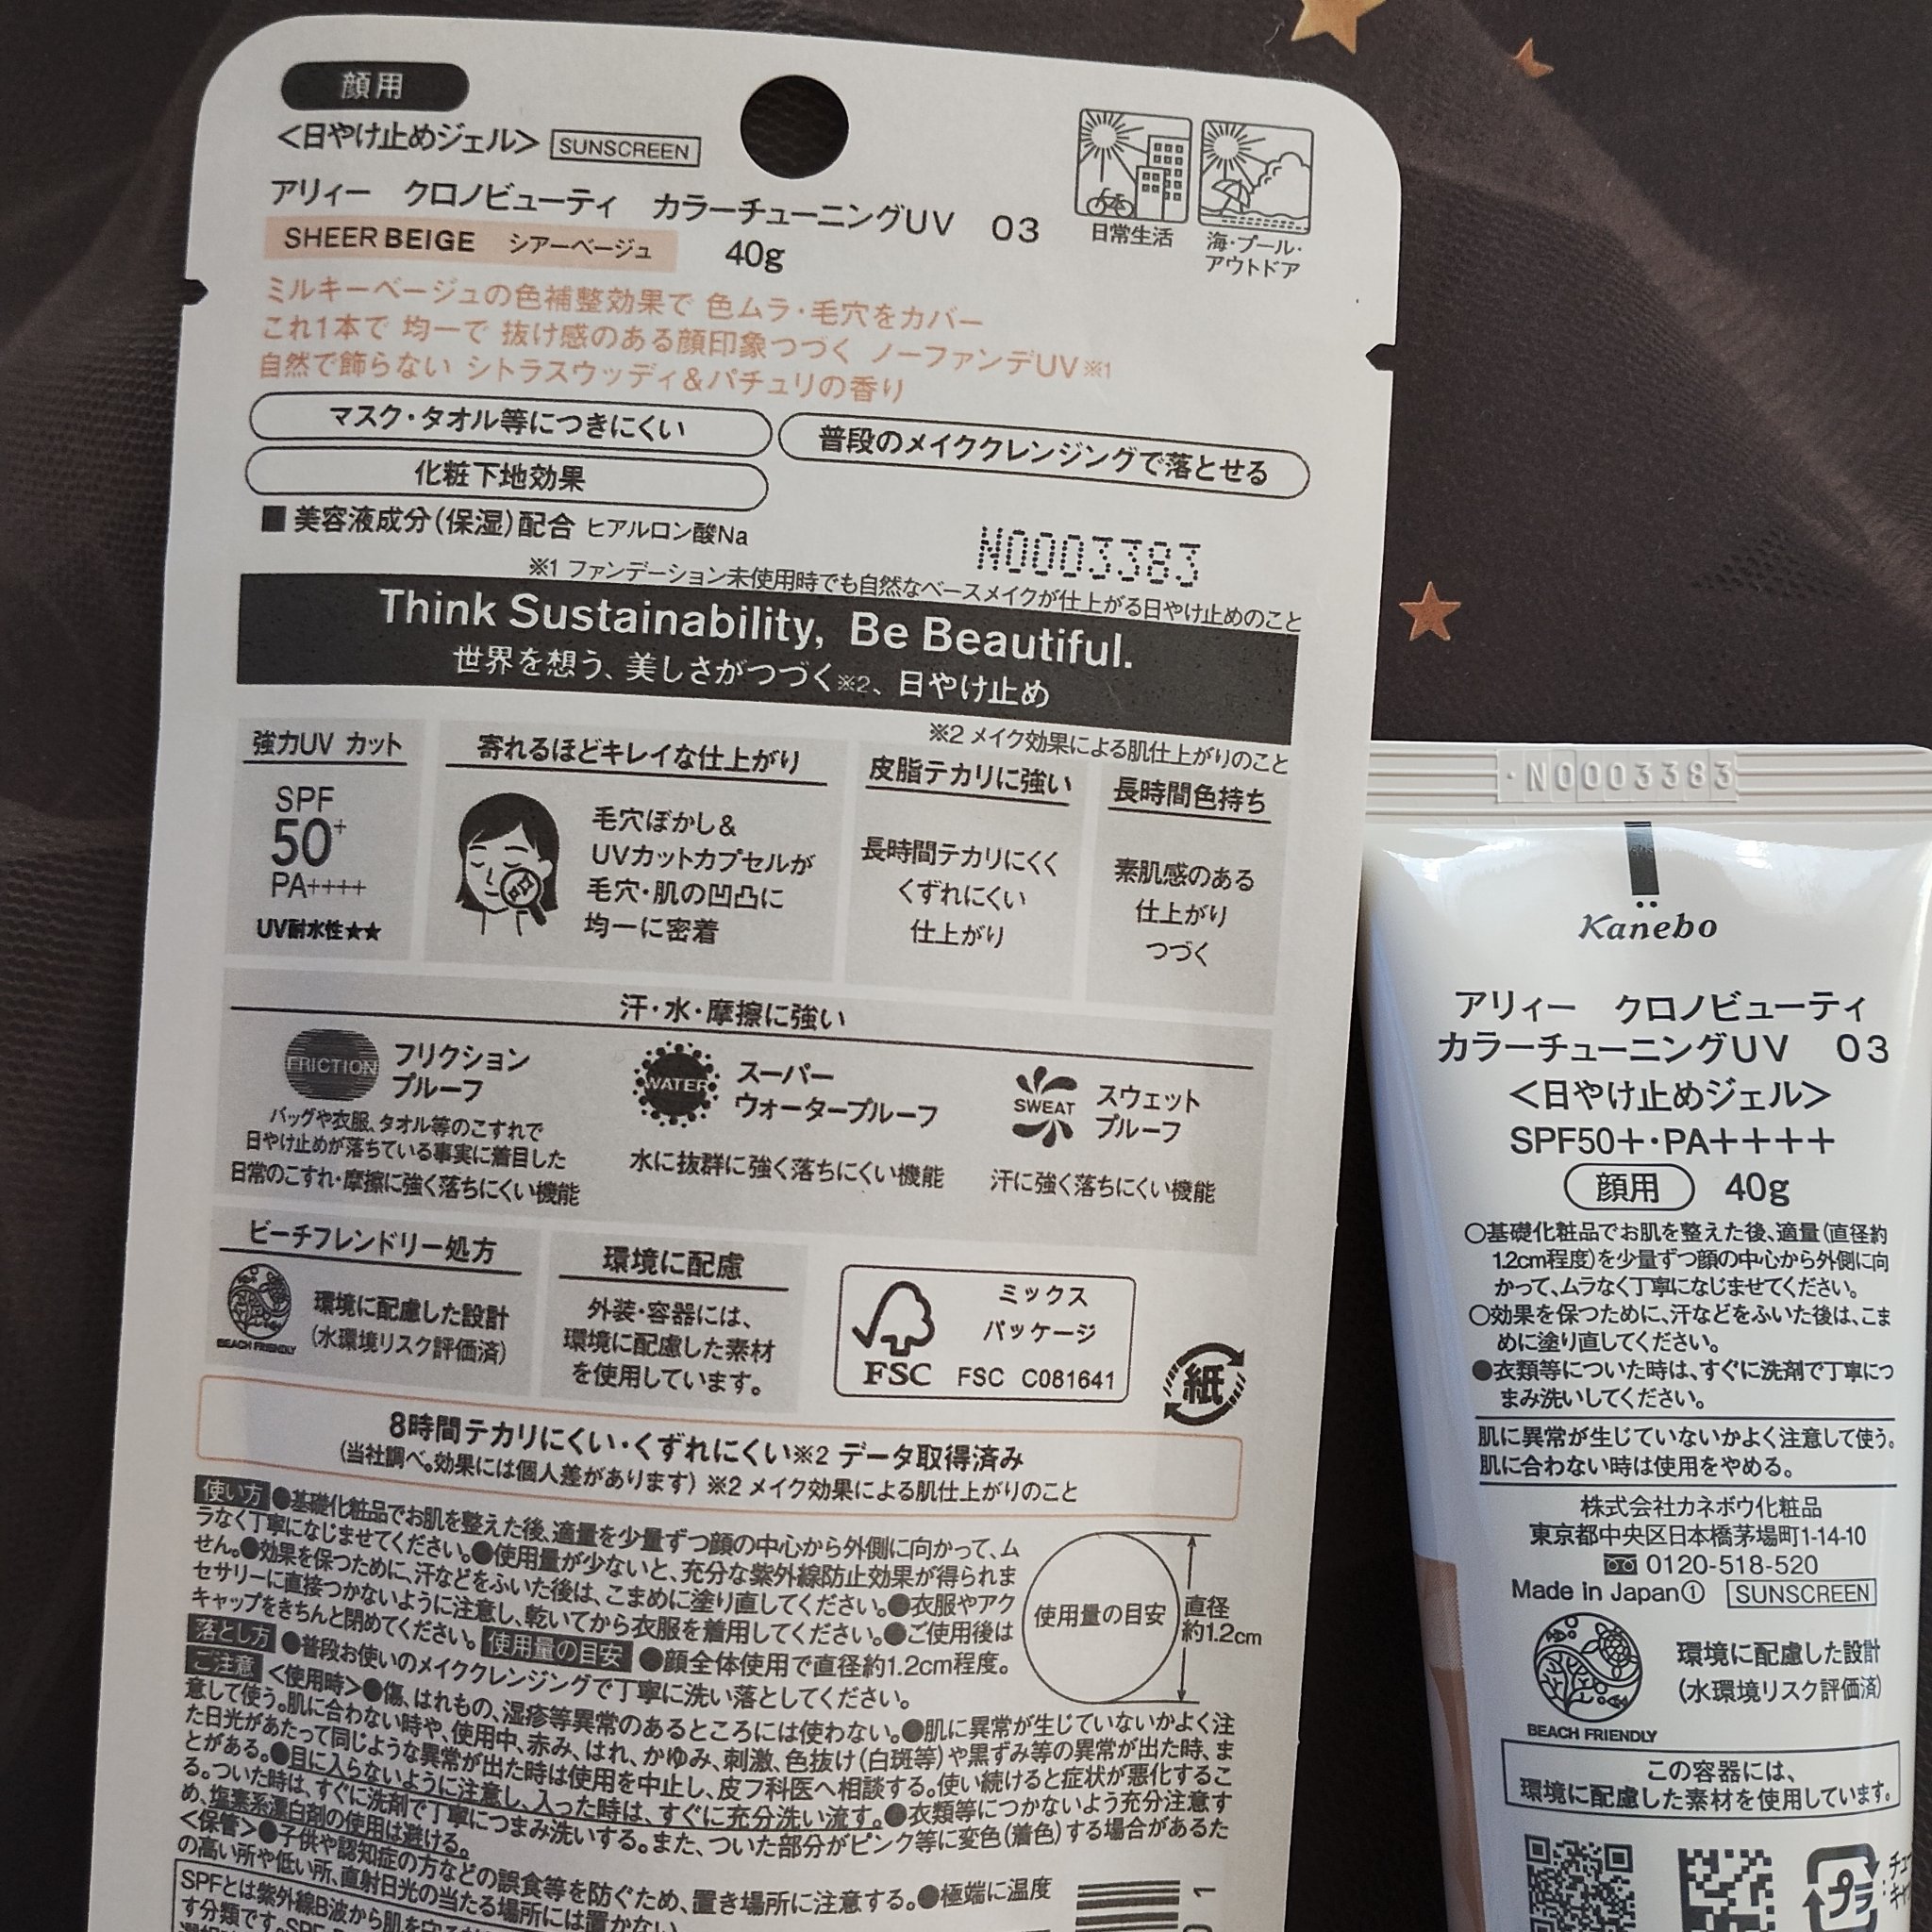 顔用
<日やけ止めジェル> SUNSCREEN
アリィー クロノビューティ カラーチューニングUV 03
SHEER BEIGE シアーベージュ 40g
日常生活
海・プール・
アウトドア
ミルキーベージュの色補整効果で 色ムラ・毛穴をカバー
これ1本で 均一で 抜け感のある顔印象つづく ノーファンデUV※1
自然で飾らない シトラスウッディ&パチュリの香り
マスク・タオル等につきにくい
普段のメイククレンジングで落とせる
化粧下地効果
■美容液成分(保湿)配合 ヒアルロン酸Na
N0003383
※1 ファンデーション未使用時でも自然なベースメイクが仕上がる日やけ止めのこと
Think Sustainability, Be Beautiful.
世界を想う、美しさがつづく※2、日やけ止め
※2 メイク効果による肌仕上がりのこと
強力UV カット
SPF
50+
PA++++
UV耐水性★★
寄れるほどキレイな仕上がり
毛穴ぼかし&
UVカットカプセルが
毛穴・肌の凹凸に
均一に密着
皮脂テカリに強い
長時間テカリにくく
くずれにくい
仕上がり
長時間色持ち
素肌感のある
仕上がり
つづく
汗・水・摩擦に強い
FRICTION
フリクション
プルーフ
バッグや衣服、タオル等のこすれで
日やけ止めが落ちている事実に着目した
日常のこすれ・摩擦に強く落ちにくい機能
WATER
スーパー
ウォータープルーフ
水に抜群に強く落ちにくい機能
SWEAT
スウェット
プルーフ
汗に強く落ちにくい機能
ビーチフレンドリー処方
BEACH FRIENDLY
環境に配慮した設計
(水環境リスク評価済)
環境に配慮
外装・容器には、
環境に配慮した素材
を使用しています。
ミックス
パッケージ
FSC FSC C081641
紙
8時間テカリにくい・くずれにくい※2 データ取得済み
(当社調べ。効果には個人差があります) ※2 メイク効果による肌仕上がりのこと
使い方 ●基礎化粧品でお肌を整えた後、適量を少量ずつ顔の中心から外側に向かって、ム
ラなく丁寧になじませてください。●使用量が少ないと、充分な紫外線防止効果が得られま
せん。●効果を保つために、汗などをふいた後は、こまめに塗り直してください。●衣服やアク
セサリーに直接つかないように注意し、乾いてから衣服を着用してください。●ご使用後は
キャップをきちんと閉めてください。 使用量の目安 ●顔全体使用で直径約1.2cm程度。
落とし方 ●普段お使いのメイククレンジングで丁寧に洗い落としてください。
使用量の目安
直径
約1.2cm
ご注意 <使用時>●傷、はれもの、湿疹等異常のあるところには使わない。●肌に異常が生じていないかよく注
意して使う。肌に合わない時や、使用中、赤み、はれ、かゆみ、刺激、色抜け(白斑等)や黒ずみ等の異常が出た時、ま
た日光があたって同じような異常が出た時は使用を中止し、皮フ科医へ相談する。使い続けると症状が悪化するこ
とがある。●目に入らないように注意し、入った時は、すぐに充分洗い流す。●衣類等につかないよう充分注意す
る。ついた時は、すぐに洗剤で丁寧につまみ洗いする。また、ついた部分がピンク等に変色(着色)する場合があるた
め、塩素系漂白剤の使用は避ける。
<保管>●子供や認知症の方などの誤食等を防ぐため、置き場所に注意する。●極端に温度
の高い所や低い所、直射日光の当たる場所には置かない。
SPFとは紫外線B波から肌を守る
す分類です。SPF
N0003383
Kanebo
アリィー クロノビューティ
カラーチューニングUV 03
<日やけ止めジェル>
SPF50+・PA++++
顔用 40g
○基礎化粧品でお肌を整えた後、適量(直径約
1.2cm程度)を少量ずつ顔の中心から外側に向
かって、ムラなく丁寧になじませてください。
○効果を保つために、汗などをふいた後は、こま
めに塗り直してください。
●衣類等についた時は、すぐに洗剤で丁寧につ
まみ洗いしてください。
肌に異常が生じていないかよく注意して使う。
肌に合わない時は使用をやめる。
株式会社カネボウ化粧品
東京都中央区日本橋茅場町1-14-10
0120-518-520
Made in Japan① SUNSCREEN
環境に配慮した設計
(水環境リスク評価済)
BEACH FRIENDLY
この容器には、
環境に配慮した素材を使用しています。
プラ